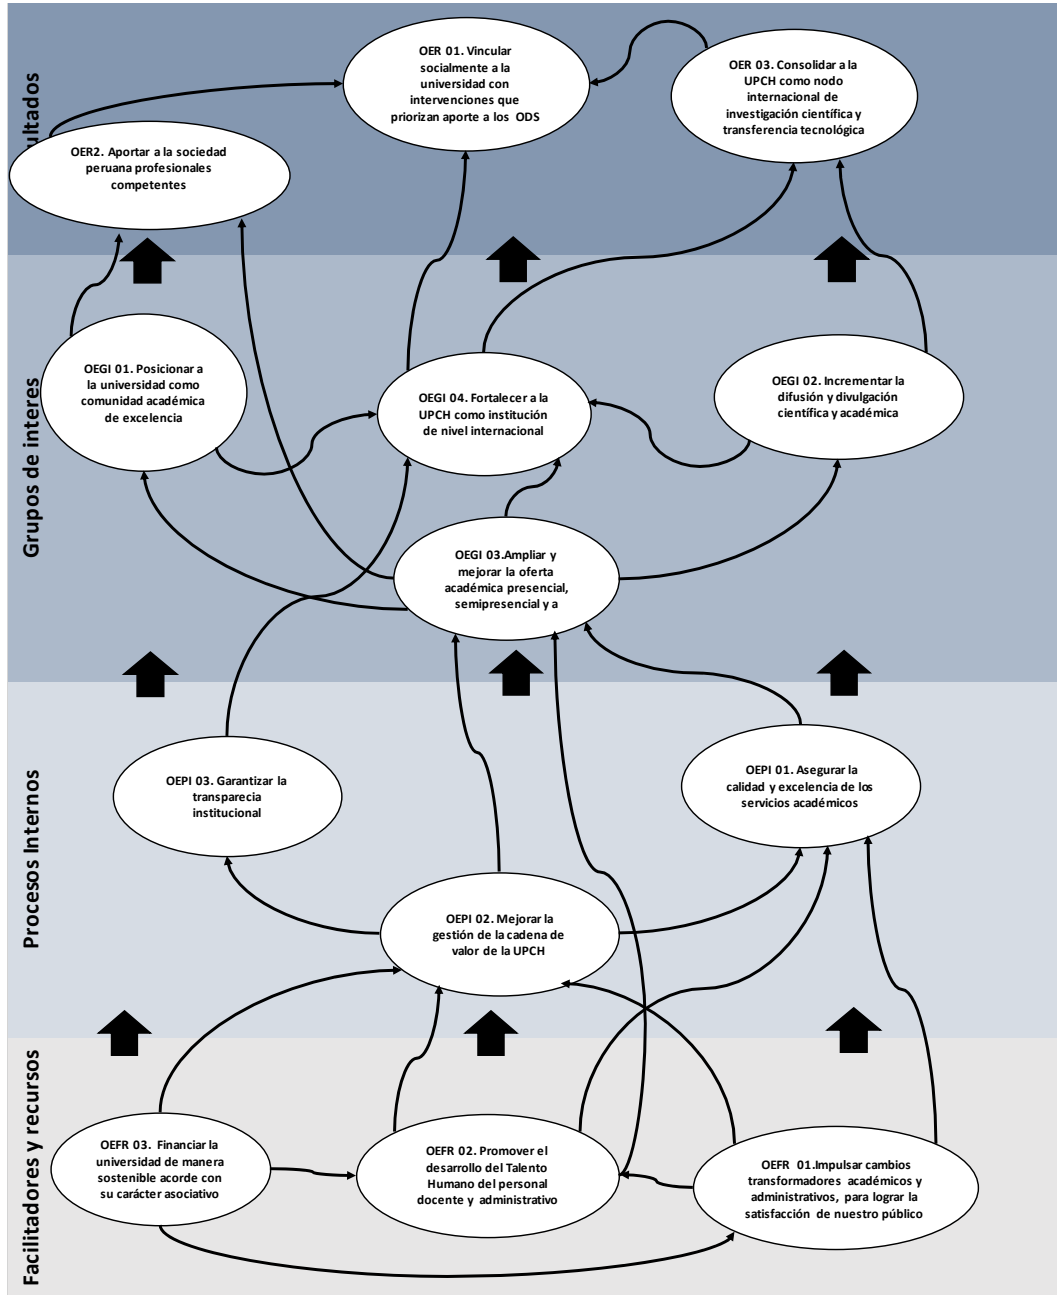 OER 01. Vincular
socialmente a la
universidad con
intervenciones que
priorizan aporte a los ODS
OER 03. Consolidar a la
UPCH como nodo
internacional de
investigación científica y
transferencia tecnológica
ultados
OER2. Aportar a la sociedad
peruana profesionales
competentes
Grupos de interes
OEGI 01. Posicionar a
la universidad como
comunidad académica
de excelencia
OEGI 04. Fortalecer a la
UPCH como institución
de nivel internacional
OEGI 02. Incrementar la
difusión y divulgación
científica y académica
OEGI 03.Ampliar y
mejorar la oferta
académica presencial,
semipresencial y a
Procesos Internos
OEPI 03. Garantizar la
transparecia
institucional
OEPI 01. Asegurar la
calidad y excelencia de los
servicios académicos
OEPI 02. Mejorar la
gestión de la cadena de
valor de la UPCH
Facilitadores y recursos
OEFR 03. Financiar la
universidad de manera
sostenible acorde con
su carácter asociativo
OEFR 02. Promover el
desarrollo del Talento
Humano del personal
docente y administrativo
OEFR 01.Impulsar cambios
transformadores académicos y
administrativos, para lograr la
satisfacción de nuestro público